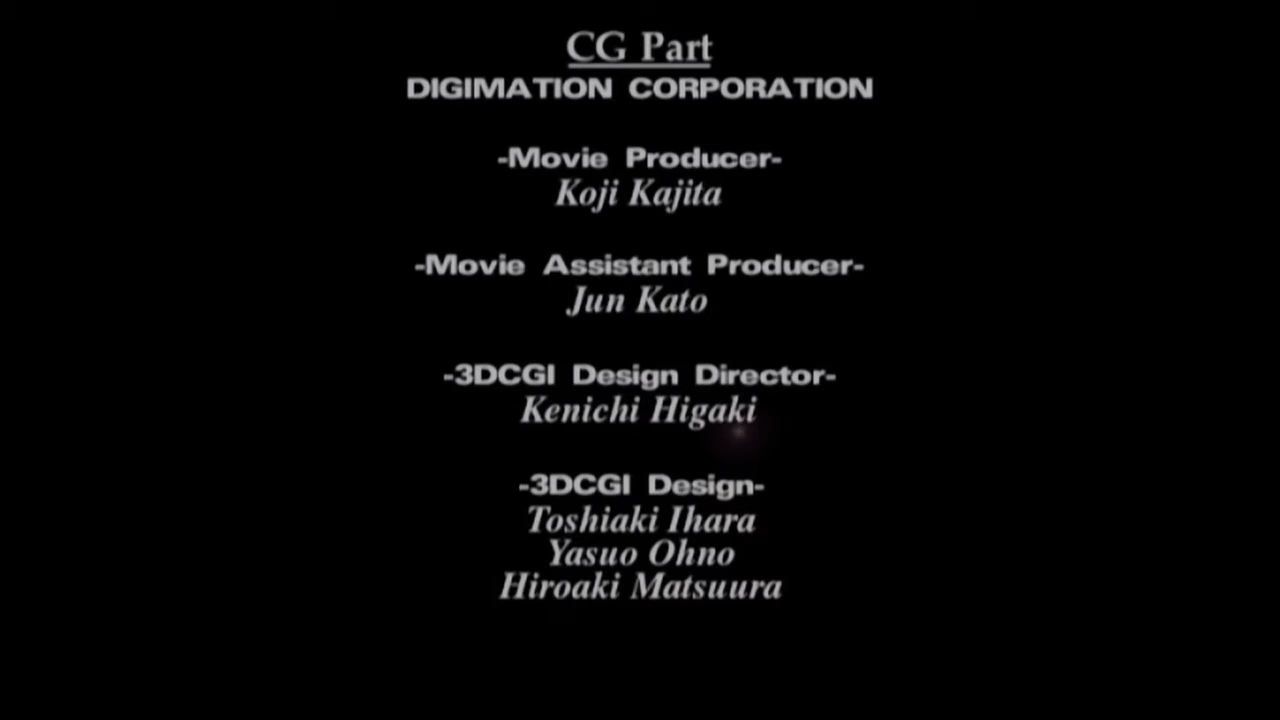 CG Part
DIGIMATION CORPORATION
-Movie Producer-
Koji Kajita
-Movie Assistant Producer-
Jun Kato
-3DCGI Design Director-
Kenichi Higaki
-3DCGI Design-
Toshiaki Ihara
Yasuo Ohno
Hiroaki Matsuura